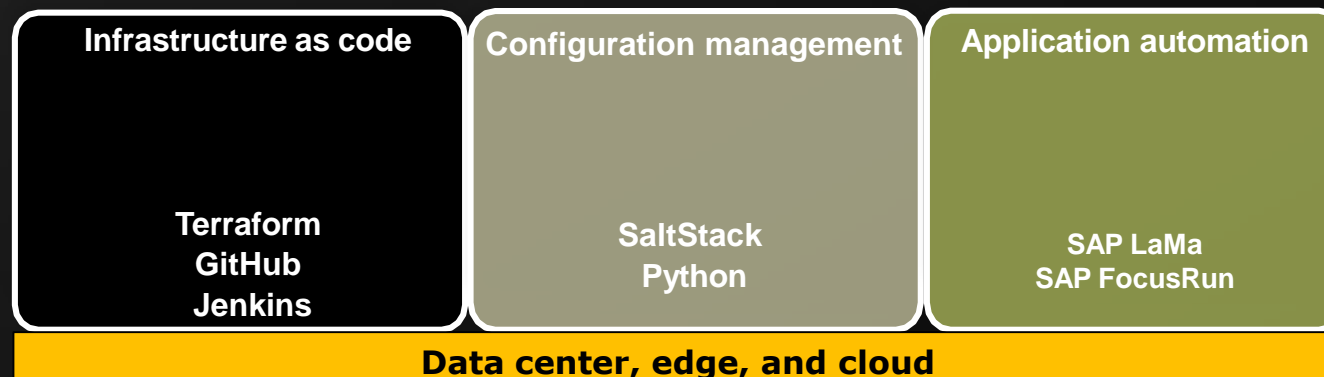 Infrastructure as code
Terraform
GitHub
Jenkins
Configuration management
SaltStack
Python
Application automation
SAP LaMa
SAP FocusRun
Data center, edge, and cloud